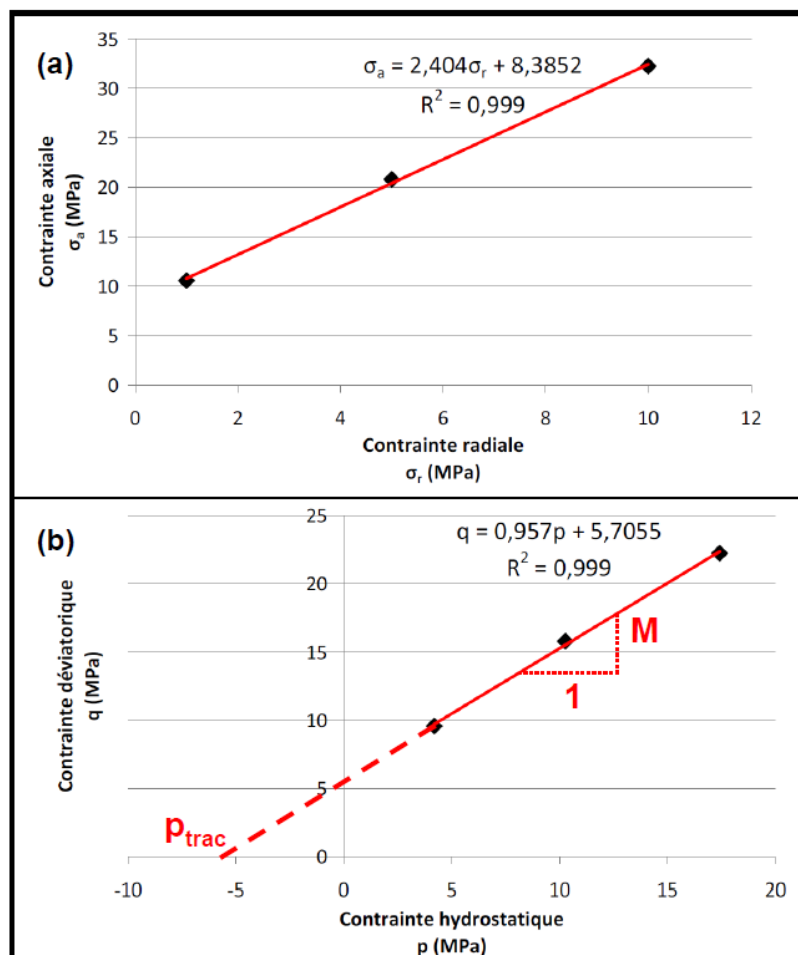 (a)
σa = 2,404σr + 8,3852
R² = 0,999
35
30
25
20
15
10
5
0
Contrainte axiale
σa (MPa)
0 2 4 6 8 10 12
Contrainte radiale
σr (MPa)
(b)
q = 0,957p + 5,7055
R² = 0,999
25
20
15
10
5
0
Contrainte déviatorique
q (MPa)
M
1
ptrac
-10 -5 0 5 10 15 20
Contrainte hydrostatique
p (MPa)